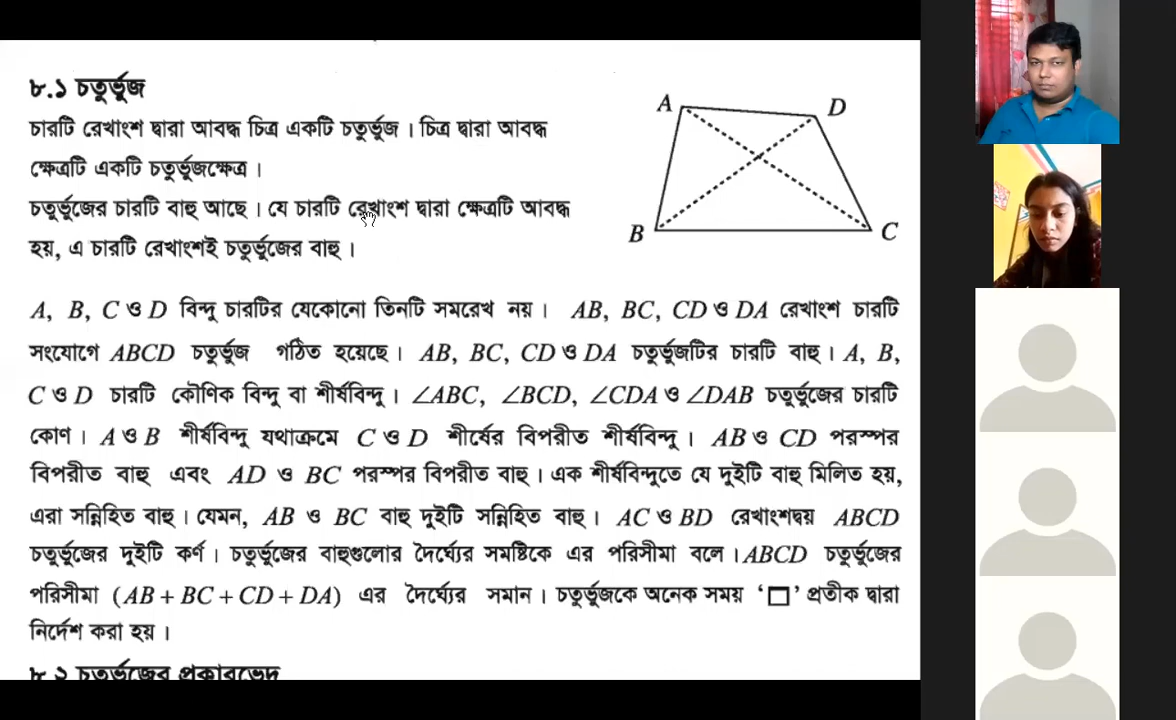 ৮.১ চতুর্ভুজ
চারটি রেখাংশ দ্বারা আবদ্ধ চিত্র একটি চতুর্ভুজ। চিত্র দ্বারা আবদ্ধ
ক্ষেত্রটি একটি চতুর্ভুজক্ষেত্র।
চতুর্ভুজের চারটি বাহু আছে। যে চারটি রেখাংশ দ্বারা ক্ষেত্রটি আবদ্ধ
হয়, এ চারটি রেখাংশই চতুর্ভুজের বাহু।
A
D
B
C
A, B, C ও D বিন্দু চারটির যেকোনো তিনটি সমরেখ নয়। AB, BC, CD ও DA রেখাংশ চারটি
সংযোগে ABCD চতুর্ভুজ গঠিত হয়েছে। AB, BC, CD ও DA চতুর্ভুজটির চারটি বাহু। A, B,
C ও D চারটি কৌণিক বিন্দু বা শীর্ষবিন্দু। ∠ABC, ∠BCD, ∠CDA ও ∠DAB চতুর্ভুজের চারটি
কোণ। A ও B শীর্ষবিন্দু যথাক্রমে C ও D শীর্ষের বিপরীত শীর্ষবিন্দু। AB ও CD পরস্পর
বিপরীত বাহু এবং AD ও BC পরস্পর বিপরীত বাহু। এক শীর্ষবিন্দুতে যে দুইটি বাহু মিলিত হয়,
এরা সন্নিহিত বাহু। যেমন, AB ও BC বাহু দুইটি সন্নিহিত বাহু। AC ও BD রেখাংশদ্বয় ABCD
চতুর্ভুজের দুইটি কর্ণ। চতুর্ভুজের বাহুগুলোর দৈর্ঘ্যের সমষ্টিকে এর পরিসীমা বলে। ABCD চতুর্ভুজের
পরিসীমা (AB + BC + CD + DA) এর দৈর্ঘ্যের সমান। চতুর্ভুজকে অনেক সময় ‘□’ প্রতীক দ্বারা
নির্দেশ করা হয়।
৮.২ চতুর্ভুজের প্রকারভেদ